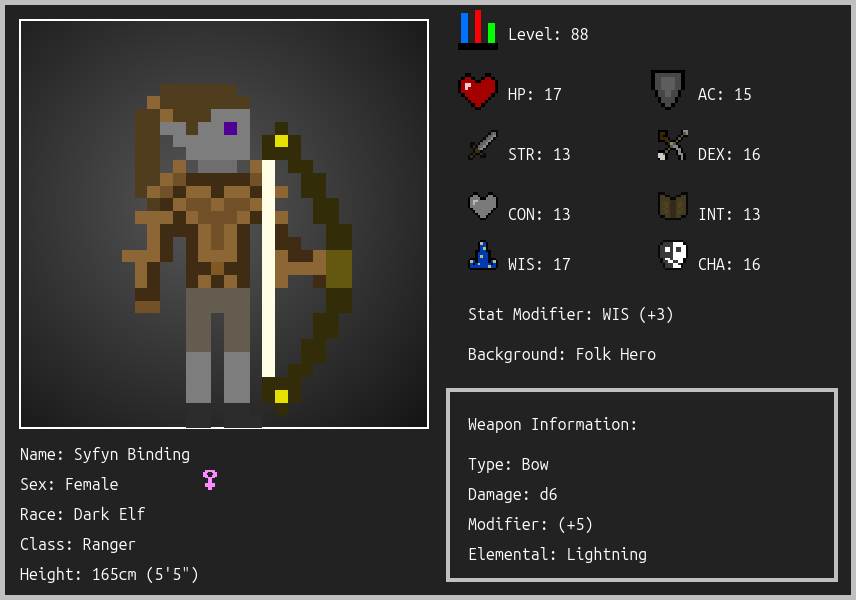 Level: 88
HP: 17
AC: 15
STR: 13
DEX: 16
CON: 13
INT: 13
WIS: 17
CHA: 16
Stat Modifier: WIS (+3)
Background: Folk Hero
Weapon Information:
Type: Bow
Damage: d6
Modifier: (+5)
Elemental: Lightning
Name: Syfyn Binding
Sex: Female
Race: Dark Elf
Class: Ranger
Height: 165cm (5'5")